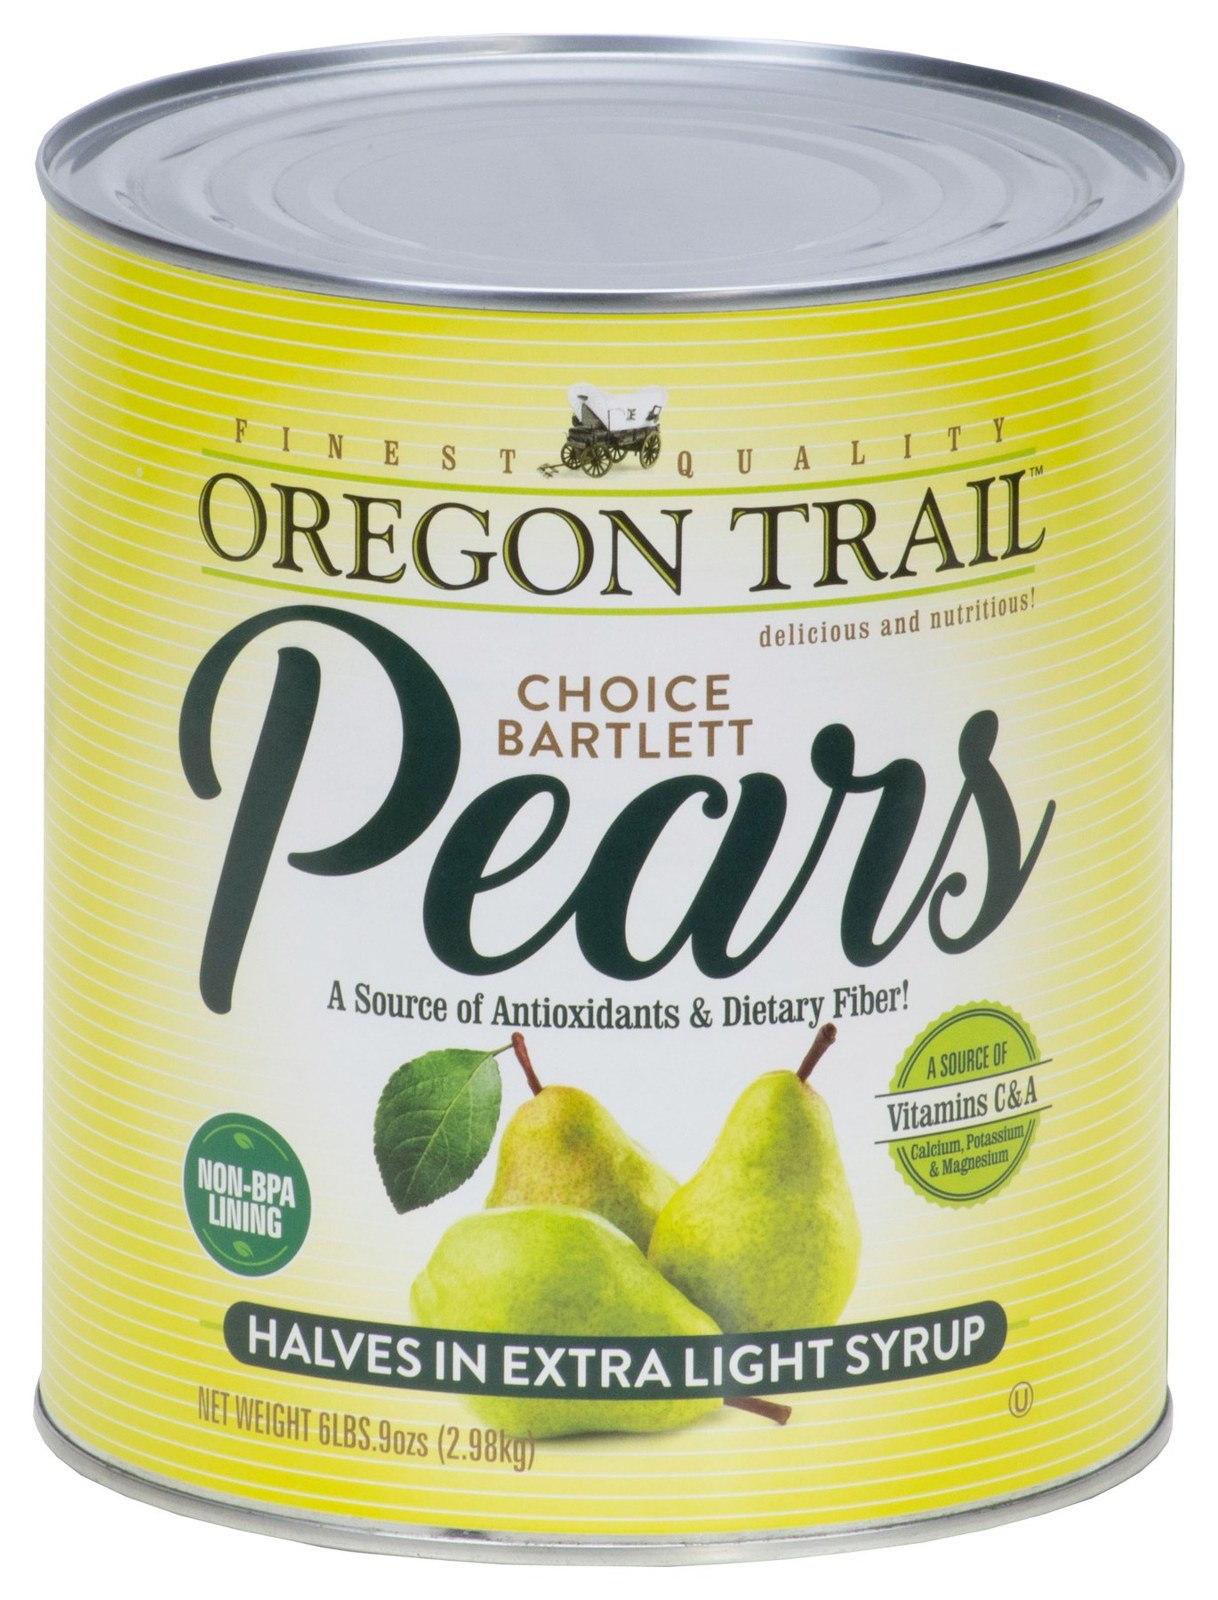 FINEST QUALITY
OREGON TRAIL™
delicious and nutritious!
CHOICE
BARTLETT
Pears
A Source of Antioxidants & Dietary Fiber!
A SOURCE OF
Vitamins C&A
Calcium, Potassium
& Magnesium
NON-BPA
LINING
HALVES IN EXTRA LIGHT SYRUP
NET WEIGHT 6LBS.9ozs (2.98kg)
U